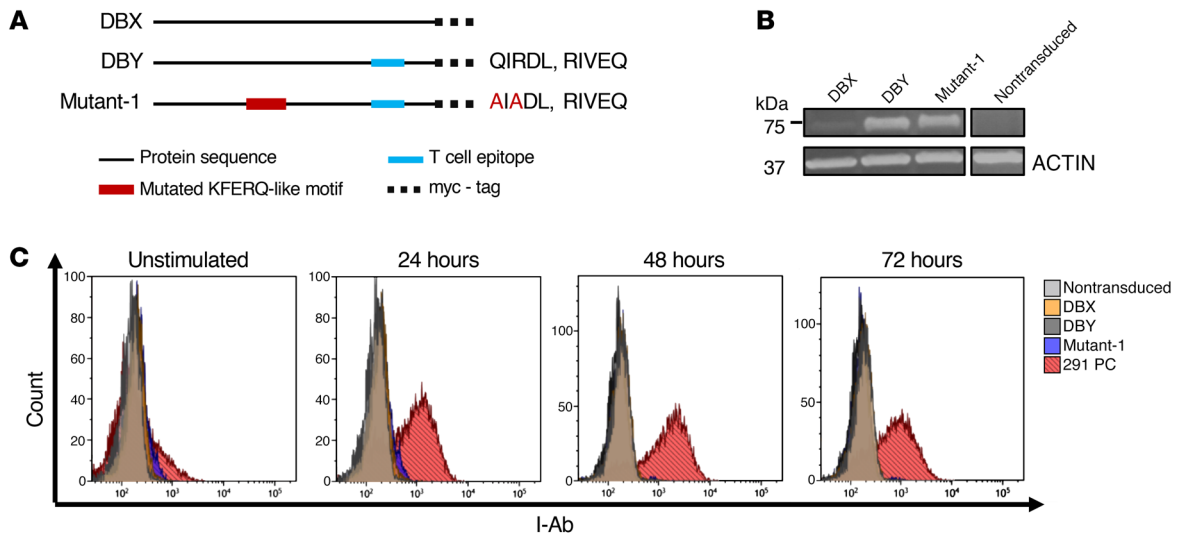 A
DBX
DBY QIRDL, RIVEQ
Mutant-1 AIADL, RIVEQ
Protein sequence T cell epitope
Mutated KFERQ-like motif myc - tag
B
DBX DBY Mutant-1 Nontransduced
kDa
75
37 ACTIN
C
Unstimulated 24 hours 48 hours 72 hours
Count
100 80 60 40 20 0
10² 10³ 10⁴ 10⁵
100 80 60 40 20 0
10² 10³ 10⁴ 10⁵
100 50 0
10² 10³ 10⁴ 10⁵
100 50 0
10² 10³ 10⁴ 10⁵
I-Ab
Nontransduced
DBX
DBY
Mutant-1
291 PC